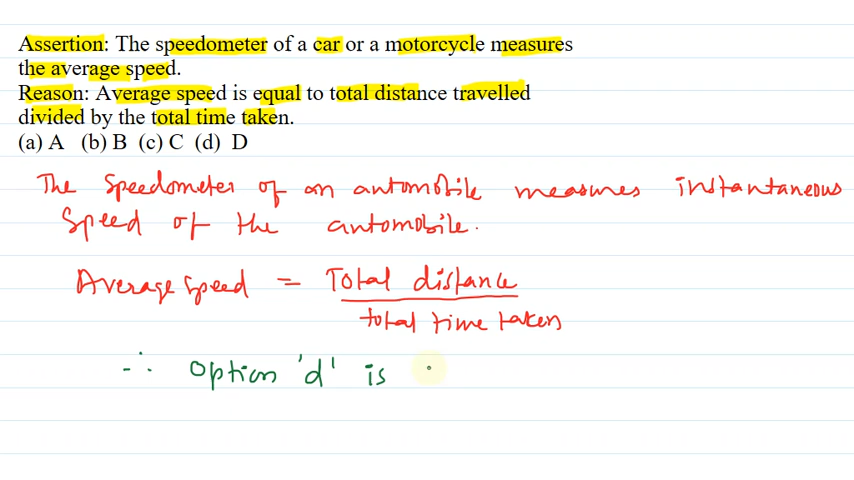 Assertion: The speedometer of a car or a motorcycle measures
the average speed.
Reason: Average speed is equal to total distance travelled
divided by the total time taken.
(a) A (b) B (c) C (d) D
The speedometer of an automobile measures instantaneous
speed of the automobile.
Average speed = Total distance
total time taken
∴ option 'd' is